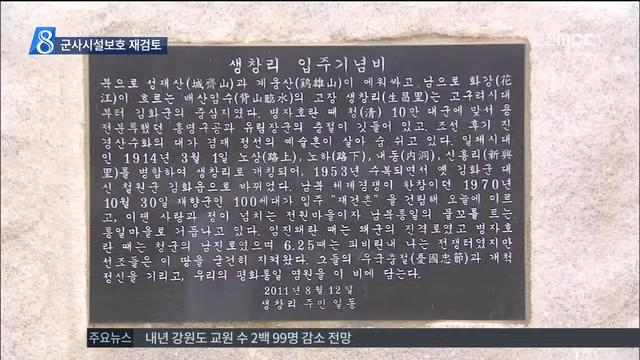 8 군사시설보호 재검토
춘천MBC
생창리 입주기념비
북으로 성재산(城齊山)과 계웅산(鷄雄山)이 에워싸고 남으로 화강(花
江)이 흐르는 배산임수(背山臨水)의 고장 생창리(生昌里)는 고구려시대
부터 김화군의 중심지였다. 병자호란 때 청(淸) 10만 대군에 맞서 용
전분투했던 홍명구공과 유림장군의 충절이 깃들어 있고, 조선 후기 진
경산수화의 대가 겸재 정선의 예술혼이 살아 숨 쉬고 있다. 일제시대
인 1914년 3월 1일 노상(路上), 노하(路下), 내동(内洞), 신흥리(新興
里)를 병합하여 생창리로 개칭되어, 1953년 수복되면서 옛 김화군 대
신 철원군 김화읍으로 바뀌었다. 남북 체제경쟁이 한창이던 1970년
10월 30일 재향군인 100세대가 입주 "재건촌"을 건립해 오늘에 이르
고, 이젠 사람과 정이 넘치는 전원마을이자 남북통일의 물꼬를 트는
통일마을로 거듭나고 있다. 임진왜란 때는 왜군의 진격로였고 병자호
란 때는 청군의 남진로였으며 6.25때는 피비린내 나는 전쟁터였지만
선조들은 이 땅을 굳건히 지켜왔다. 그들의 우국충절(憂國忠節)과 개척
정신을 기리고, 우리의 평화통일 염원을 이 비에 담는다.
2011년 8월 12일
생창리 주민 일동
주요뉴스 내년 강원도 교원 수 2백 99명 감소 전망